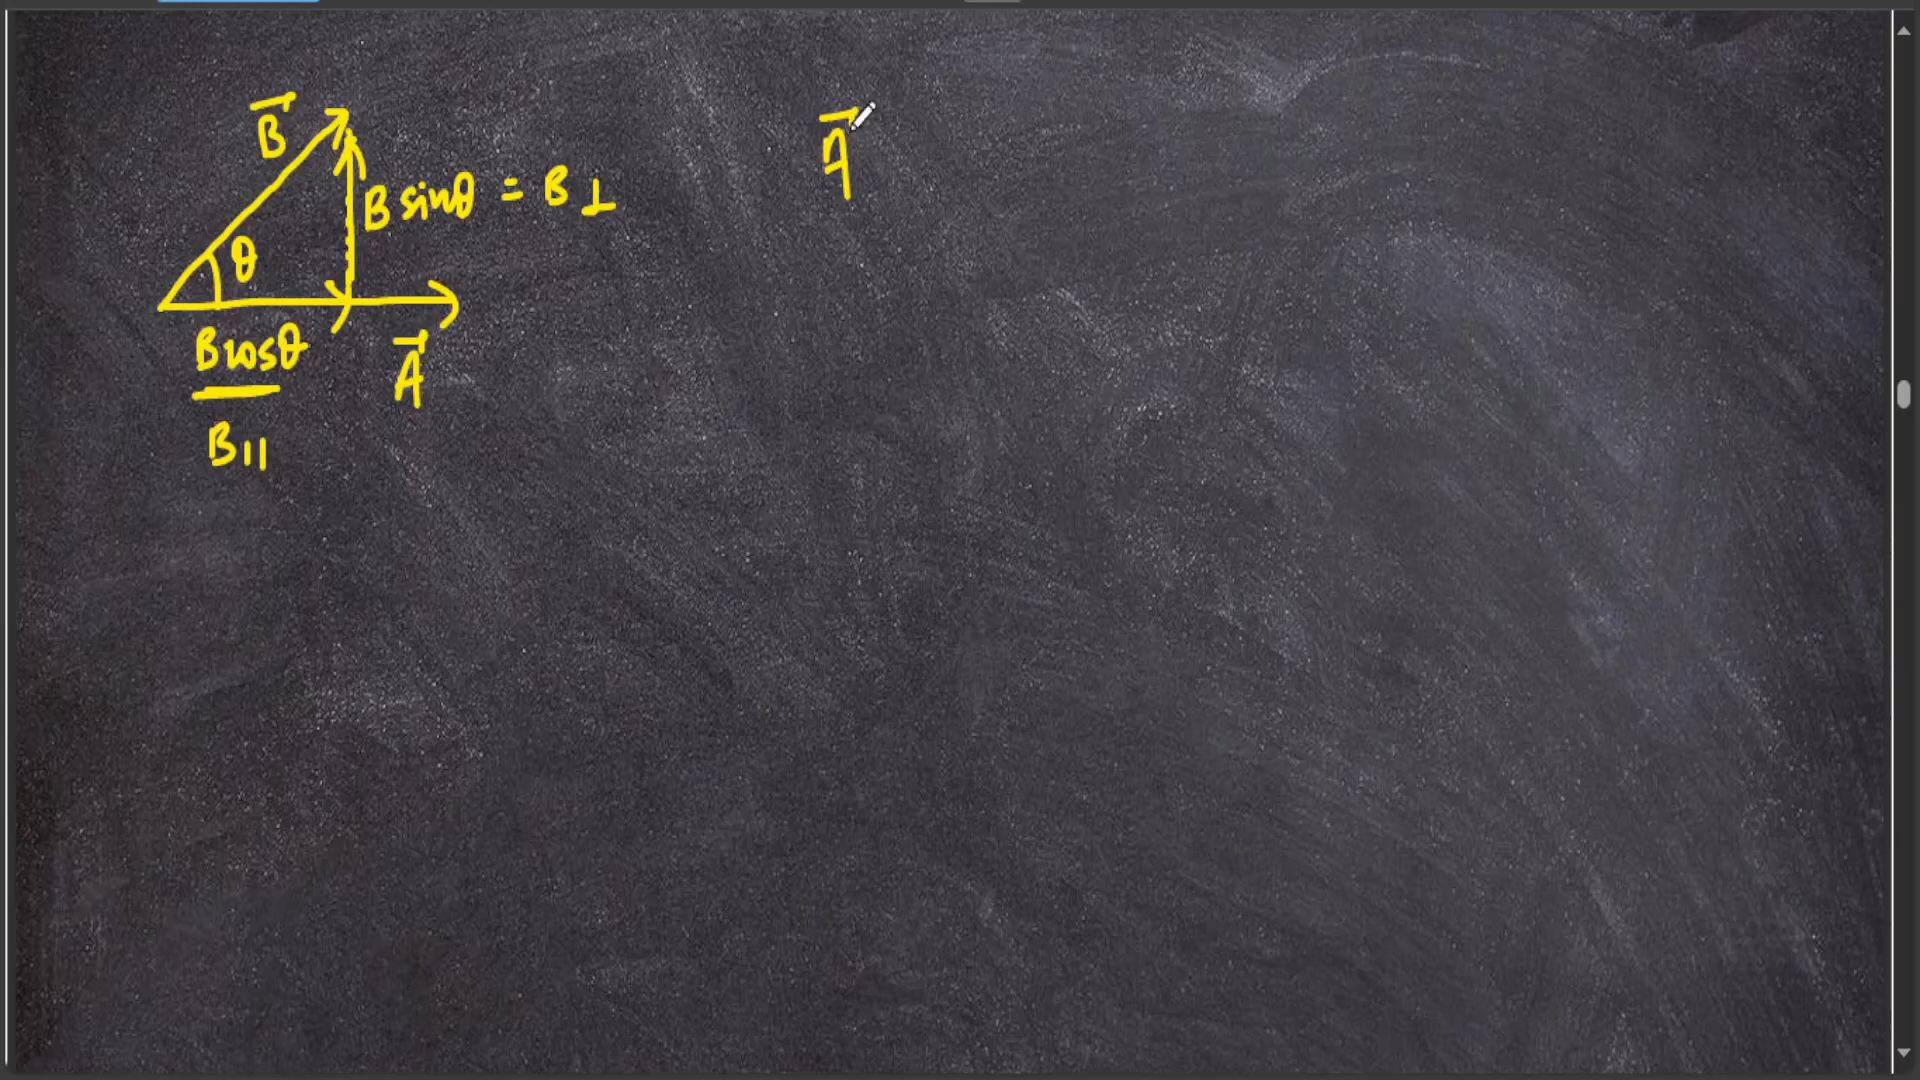 B⃗
B sinθ = B⊥
θ
B cosθ
A⃗
B||
A⃗